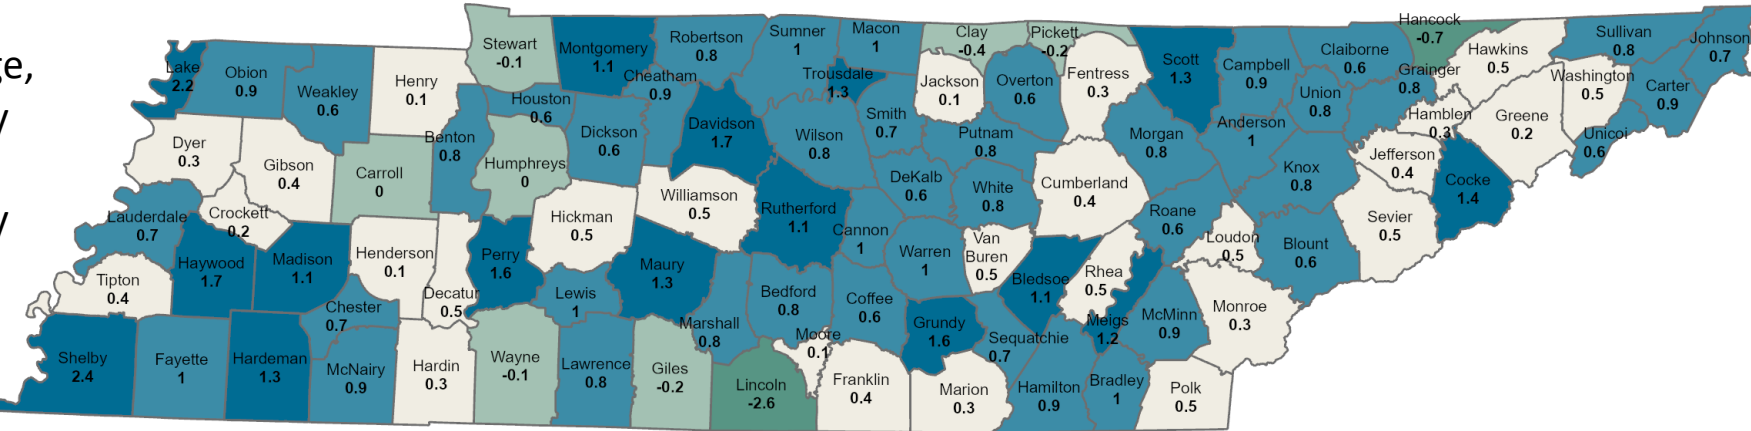 ge,
y
y
Lake
2.2
Obion
0.9
Weakley
0.6
Henry
0.1
Stewart
-0.1
Montgomery
1.1
Robertson
0.8
Sumner
1
Macon
1
Clay
-0.4
Pickett
-0.2
Scott
1.3
Campbell
0.9
Claiborne
0.6
Hancock
-0.7
Hawkins
0.5
Sullivan
0.8
Johnson
0.7
Houston
0.6
Cheatham
0.9
Trousdale
1.3
Jackson
0.1
Overton
0.6
Fentress
0.3
Union
0.8
Grainger
0.8
Washington
0.5
Carter
0.9
Dyer
0.3
Gibson
0.4
Carroll
0
Benton
0.8
Humphreys
0
Dickson
0.6
Davidson
1.7
Wilson
0.8
Smith
0.7
Putnam
0.8
Morgan
0.8
Anderson
1
Hamblen
0.3
Greene
0.2
Unicoi
0.6
Lauderdale
0.7
Crockett
0.2
Hickman
0.5
Williamson
0.5
Rutherford
1.1
DeKalb
0.6
White
0.8
Cumberland
0.4
Roane
0.6
Knox
0.8
Jefferson
0.4
Cocke
1.4
Tipton
0.4
Haywood
1.7
Madison
1.1
Henderson
0.1
Decatur
0.5
Perry
1.6
Lewis
1
Maury
1.3
Cannon
1
Warren
1
Van
Buren
0.5
Bledsoe
1.1
Rhea
0.5
Loudon
0.5
Blount
0.6
Sevier
0.5
Chester
0.7
Marshall
0.8
Bedford
0.8
Coffee
0.6
Grundy
1.6
Sequatchie
0.7
Meigs
1.2
McMinn
0.9
Monroe
0.3
Shelby
2.4
Fayette
1
Hardeman
1.3
McNairy
0.9
Hardin
0.3
Wayne
-0.1
Lawrence
0.8
Giles
-0.2
Lincoln
-2.6
Moore
0.1
Franklin
0.4
Marion
0.3
Hamilton
0.9
Bradley
1
Polk
0.5